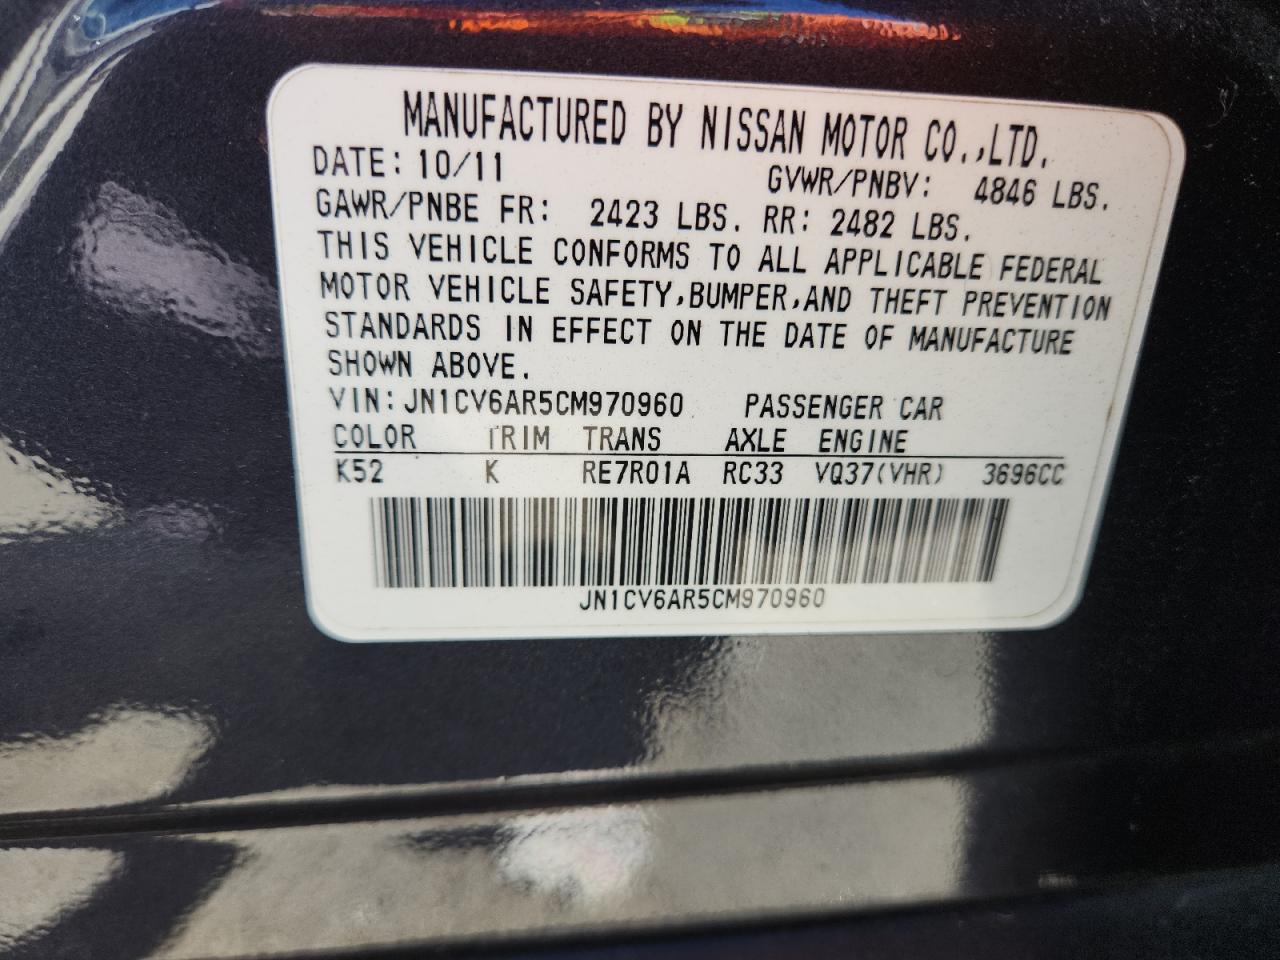 MANUFACTURED BY NISSAN MOTOR CO.,LTD.
DATE: 10/11 GVWR/PNBV: 4846 LBS.
GAWR/PNBE FR: 2423 LBS. RR: 2482 LBS.
THIS VEHICLE CONFORMS TO ALL APPLICABLE FEDERAL
MOTOR VEHICLE SAFETY,BUMPER,AND THEFT PREVENTION
STANDARDS IN EFFECT ON THE DATE OF MANUFACTURE
SHOWN ABOVE.
VIN:JN1CV6AR5CM970960 PASSENGER CAR
COLOR TRIM TRANS AXLE ENGINE
K52 K RE7R01A RC33 VQ37(VHR) 3696CC
JN1CV6AR5CM970960